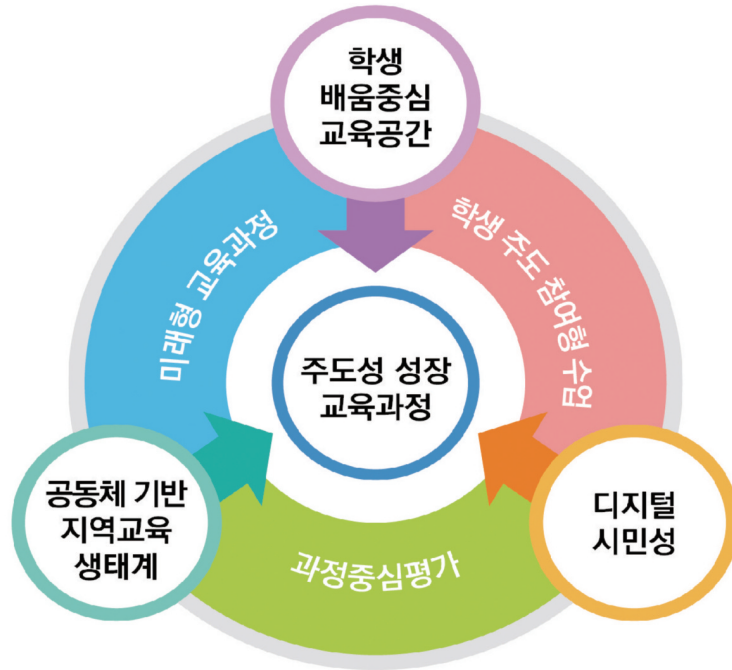 학생
배움중심
교육공간
미래형 교육과정
학생 주도 참여형 수업
주도성 성장
교육과정
공동체 기반
지역교육
생태계
디지털
시민성
과정중심평가